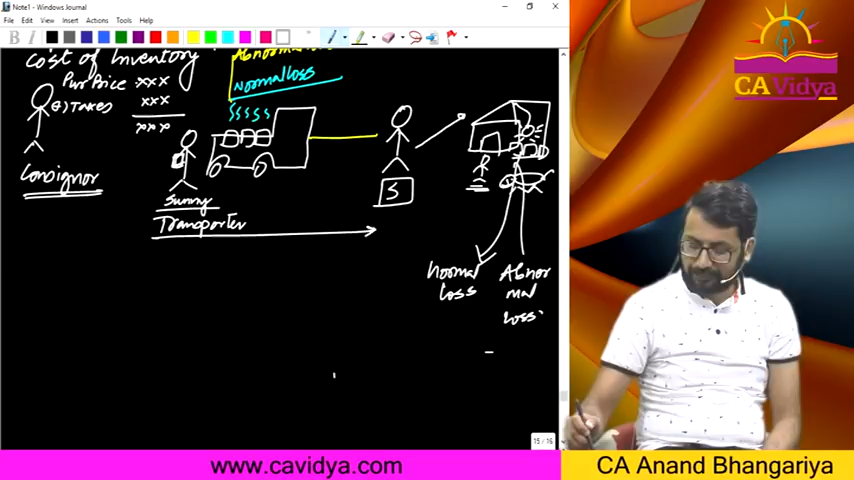 Note1 - Windows Journal
File Edit View Insert Actions Tools Help
B I
Cost of Inventory
Abnormal
Normal loss
Pur Price xxx
(+) Taxes xxx
xxx
Consignor
Sunny
Transporter
S
Normal
loss
Abnor
mal
loss
15 / 16
CA Vidya
www.cavidya.com
CA Anand Bhangariya